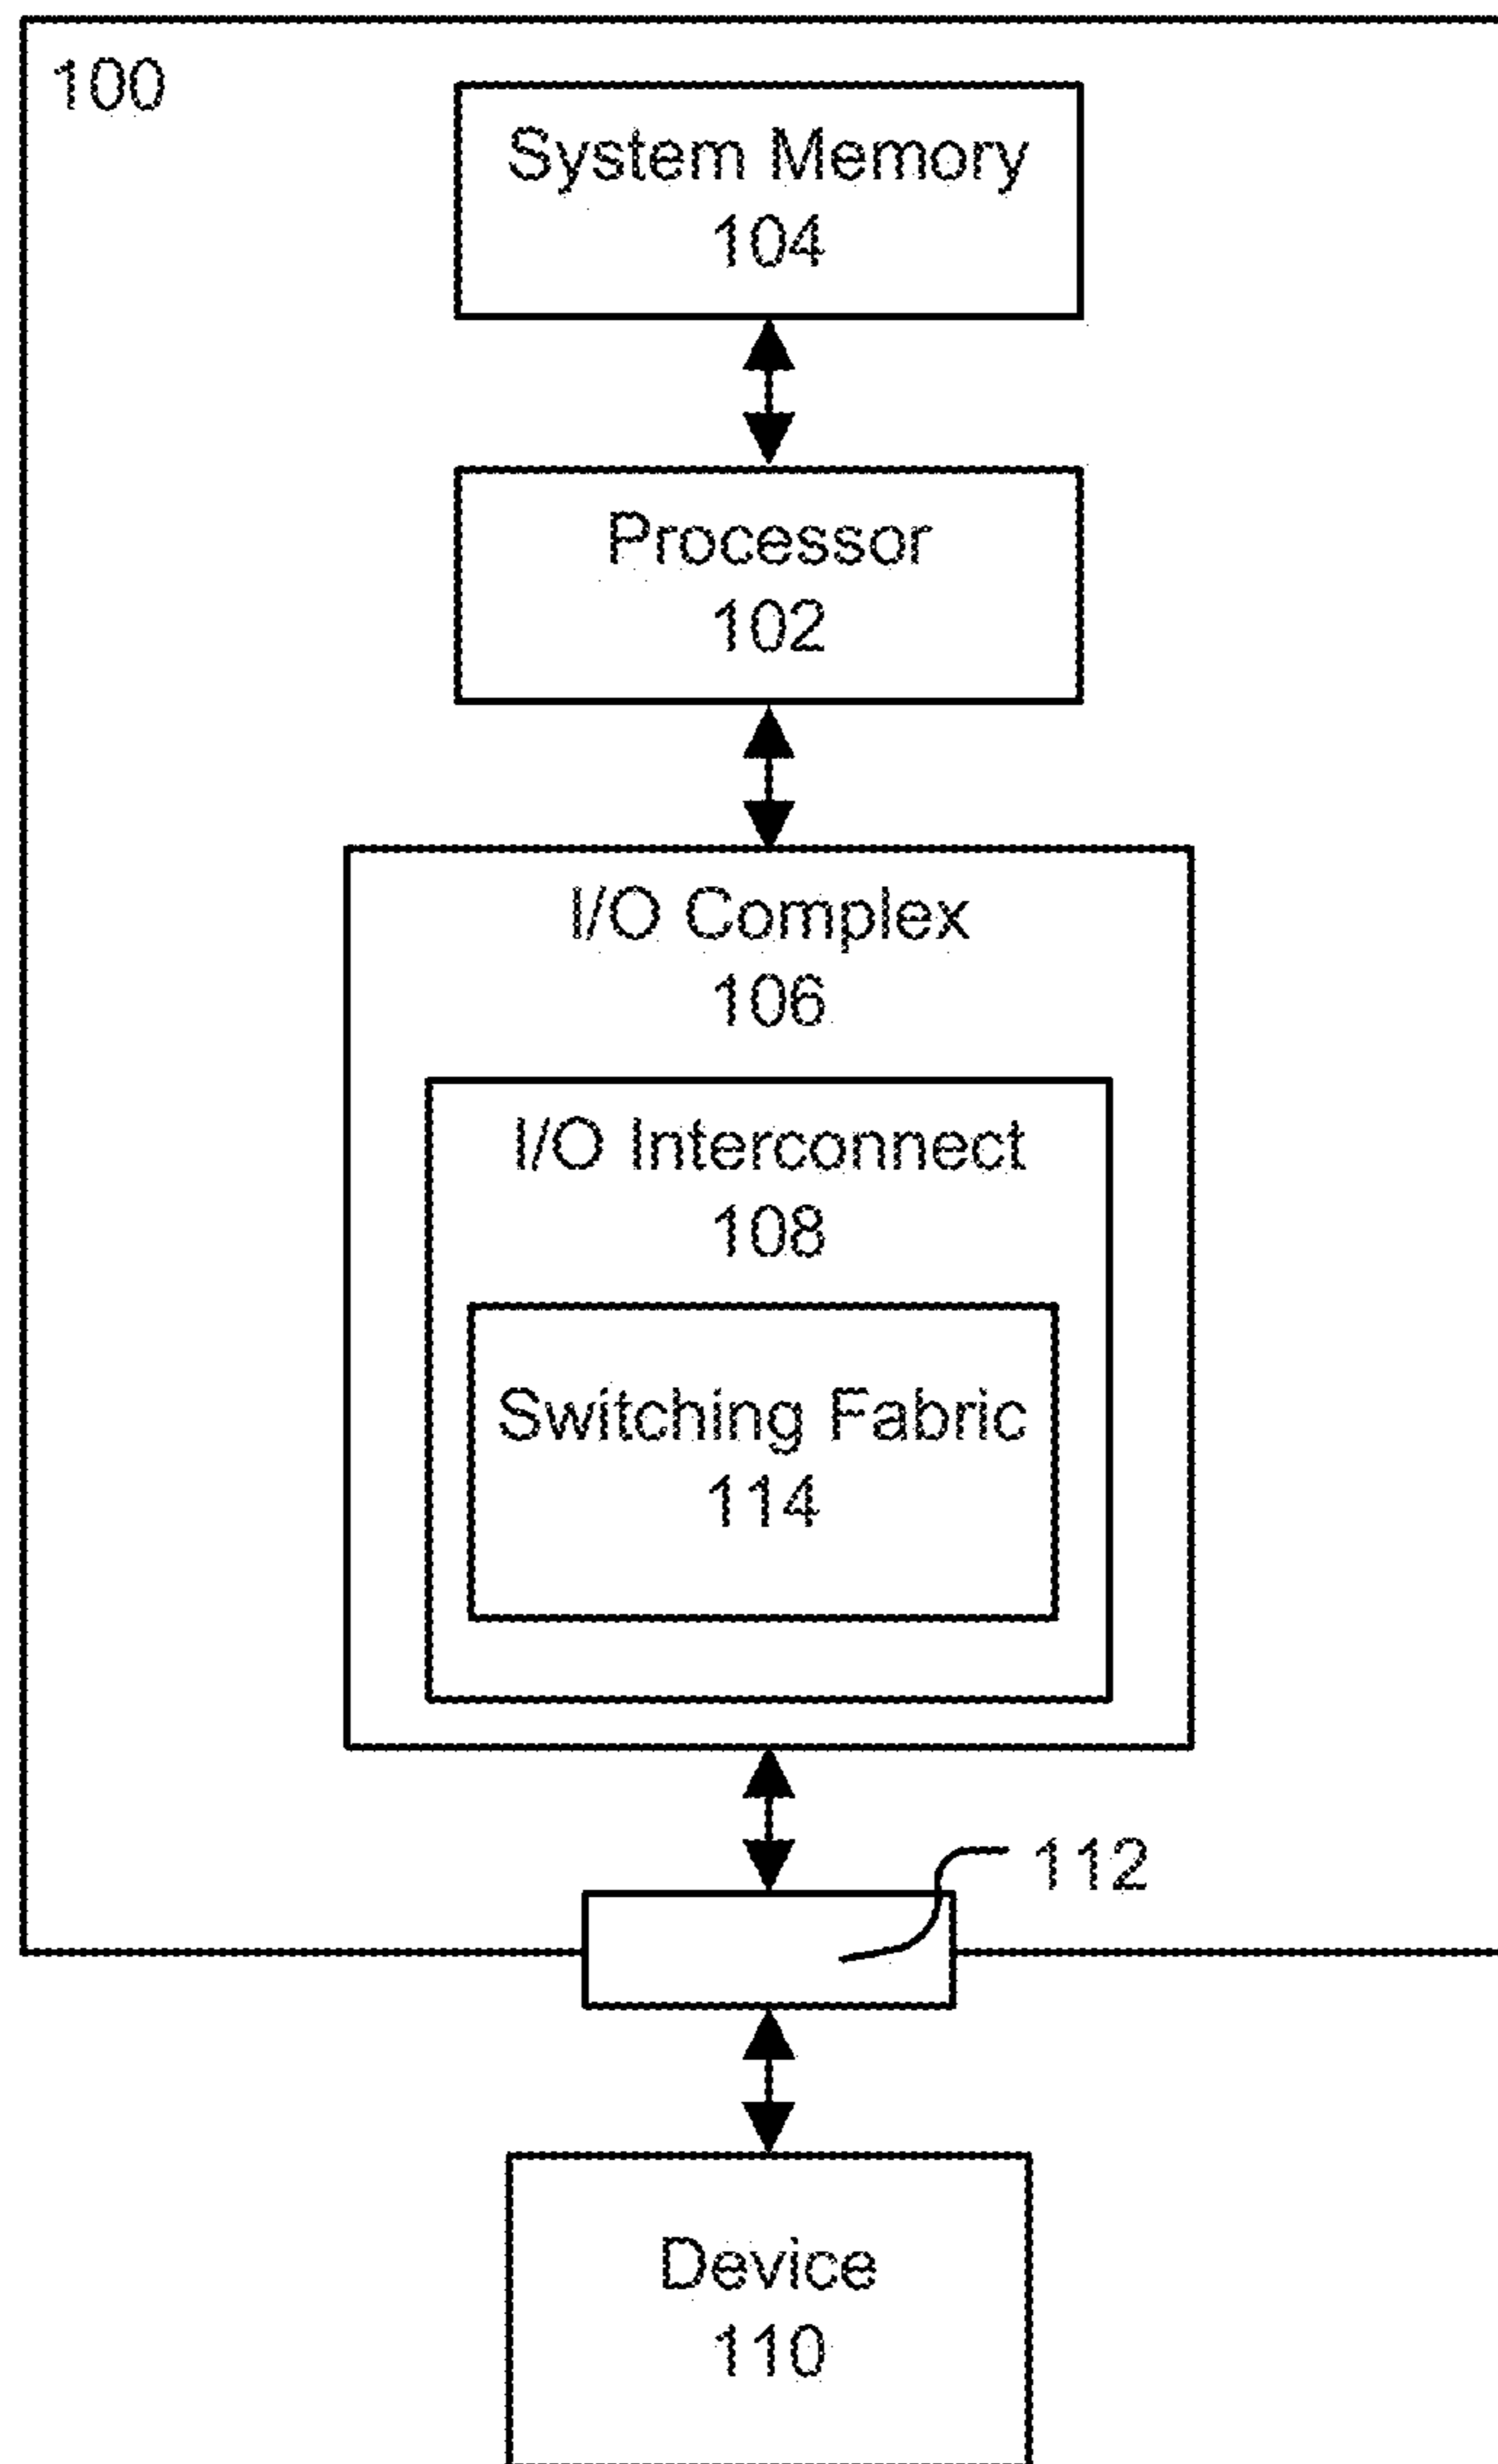 100
System Memory
104
Processor
102
I/O Complex
106
I/O Interconnect
108
Switching Fabric
114
112
Device
110